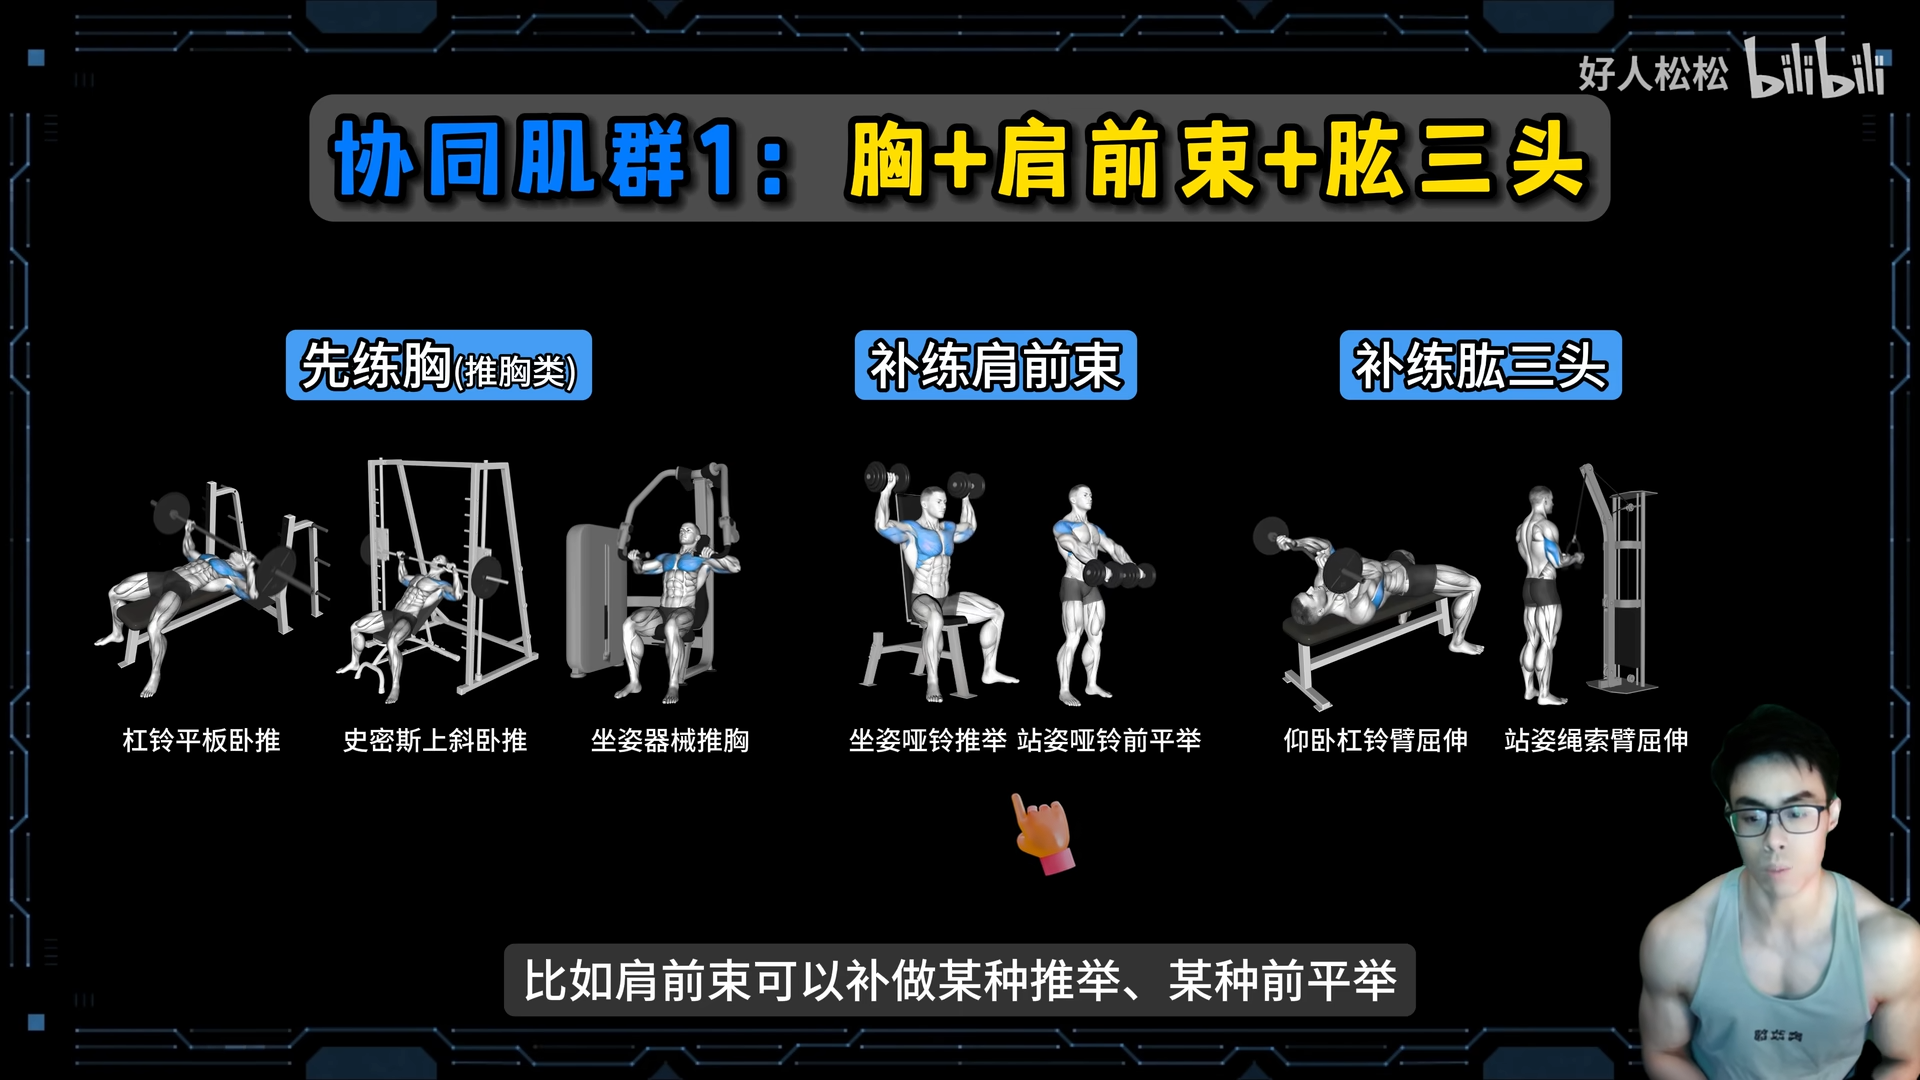 好人松松 bilibili
协同肌群1：胸+肩前束+肱三头
先练胸(推胸类)
补练肩前束
补练肱三头
杠铃平板卧推
史密斯上斜卧推
坐姿器械推胸
坐姿哑铃推举
站姿哑铃前平举
仰卧杠铃臂屈伸
站姿绳索臂屈伸
比如肩前束可以补做某种推举、某种前平举